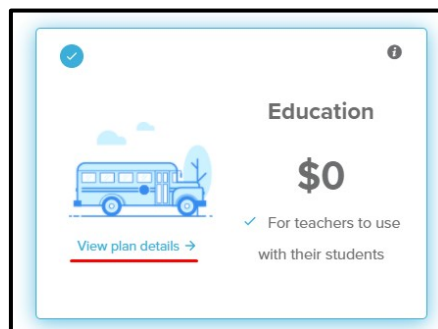 Education
$0
For teachers to use
with their students
View plan details →